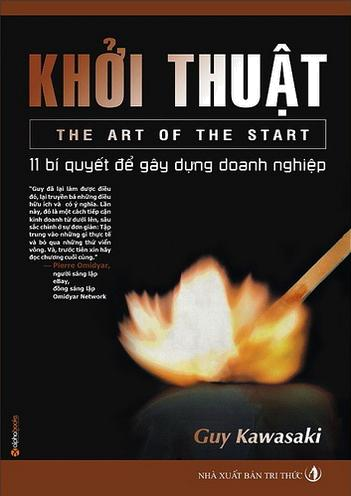 KHỞI THUẬT
THE ART OF THE START
11 bí quyết để gây dựng doanh nghiệp
"Guy đã lại làm được điều
đó, lại truyền bá những điều
hữu ích và có ý nghĩa. Lần
này, đó là một cách tiếp cận
kinh doanh từ dưới lên, sâu
sắc chính ở sự đơn giản: Tập
trung vào những gì thực tế
và bỏ qua những thứ viển
vông. Và, trước tiên xin hãy
đọc chương cuối cùng."
— Pierre Omidyar,
người sáng lập
eBay,
đồng sáng lập
Omidyar Network
Guy Kawasaki
alphabooks
NHÀ XUẤT BẢN TRI THỨC